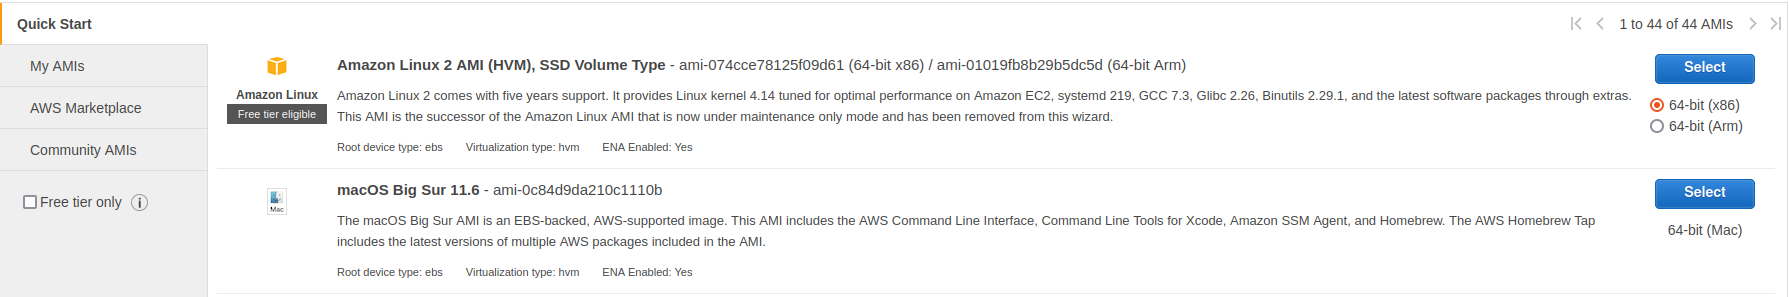 Quick Start
1 to 44 of 44 AMIs
My AMIs
AWS Marketplace
Community AMIs
Free tier only
Amazon Linux
Free tier eligible
Amazon Linux 2 AMI (HVM), SSD Volume Type - ami-074cce78125f09d61 (64-bit x86) / ami-01019fb8b29b5dc5d (64-bit Arm)
Amazon Linux 2 comes with five years support. It provides Linux kernel 4.14 tuned for optimal performance on Amazon EC2, systemd 219, GCC 7.3, Glibc 2.26, Binutils 2.29.1, and the latest software packages through extras.
This AMI is the successor of the Amazon Linux AMI that is now under maintenance only mode and has been removed from this wizard.
Root device type: ebs Virtualization type: hvm ENA Enabled: Yes
Select
64-bit (x86)
64-bit (Arm)
Mac
macOS Big Sur 11.6 - ami-0c84d9da210c1110b
The macOS Big Sur AMI is an EBS-backed, AWS-supported image. This AMI includes the AWS Command Line Interface, Command Line Tools for Xcode, Amazon SSM Agent, and Homebrew. The AWS Homebrew Tap
includes the latest versions of multiple AWS packages included in the AMI.
Root device type: ebs Virtualization type: hvm ENA Enabled: Yes
Select
64-bit (Mac)